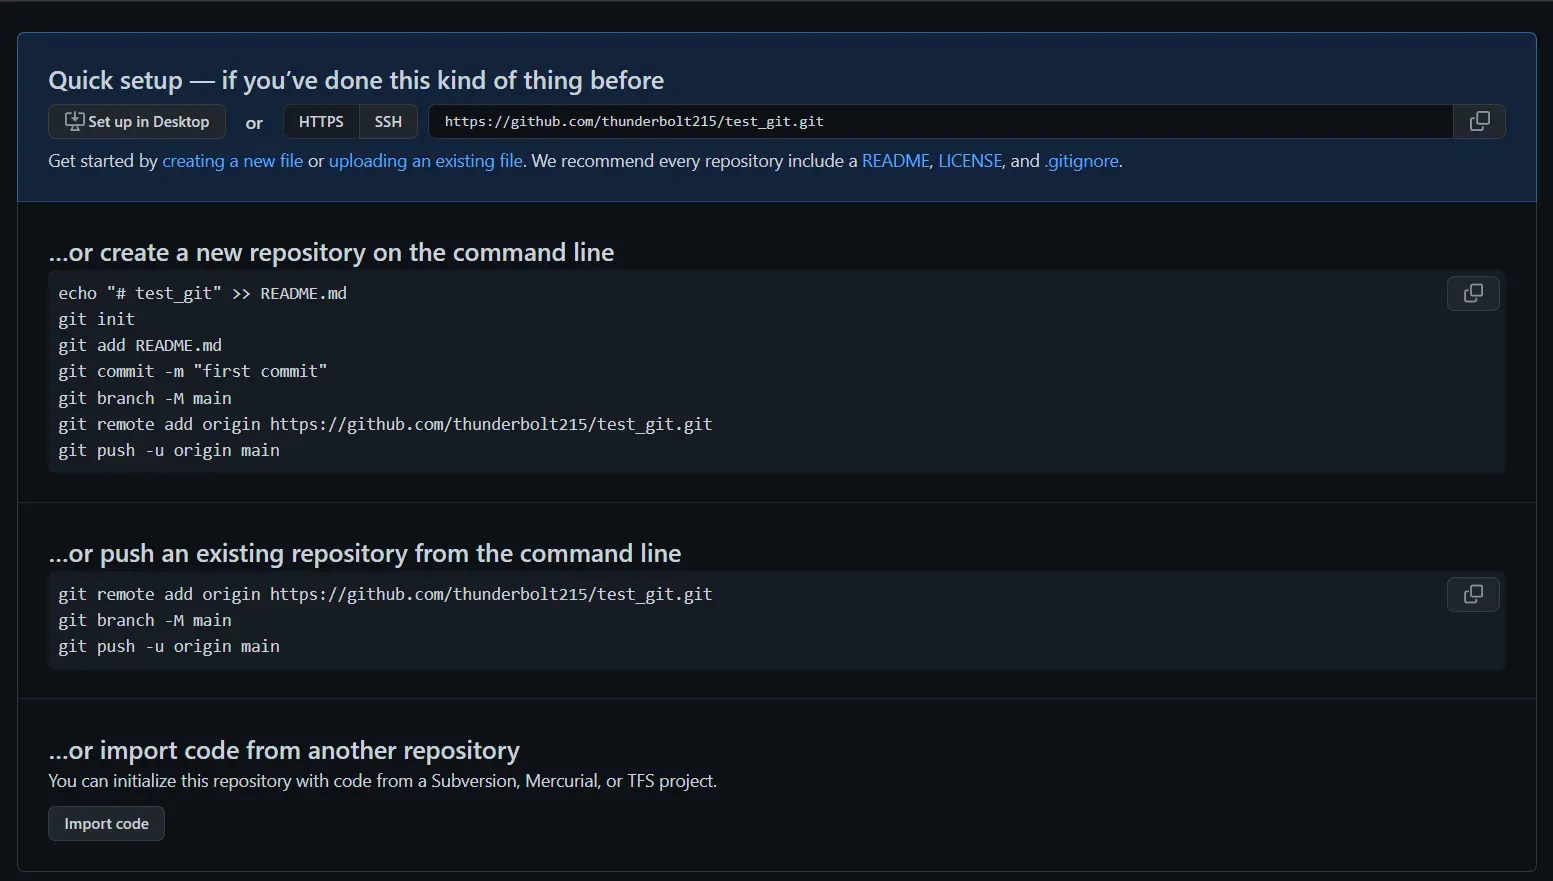 Quick setup — if you’ve done this kind of thing before
Set up in Desktop or HTTPS SSH https://github.com/thunderbolt215/test_git.git
Get started by creating a new file or uploading an existing file. We recommend every repository include a README, LICENSE, and .gitignore.
…or create a new repository on the command line
echo "# test_git" >> README.md
git init
git add README.md
git commit -m "first commit"
git branch -M main
git remote add origin https://github.com/thunderbolt215/test_git.git
git push -u origin main
…or push an existing repository from the command line
git remote add origin https://github.com/thunderbolt215/test_git.git
git branch -M main
git push -u origin main
…or import code from another repository
You can initialize this repository with code from a Subversion, Mercurial, or TFS project.
Import code